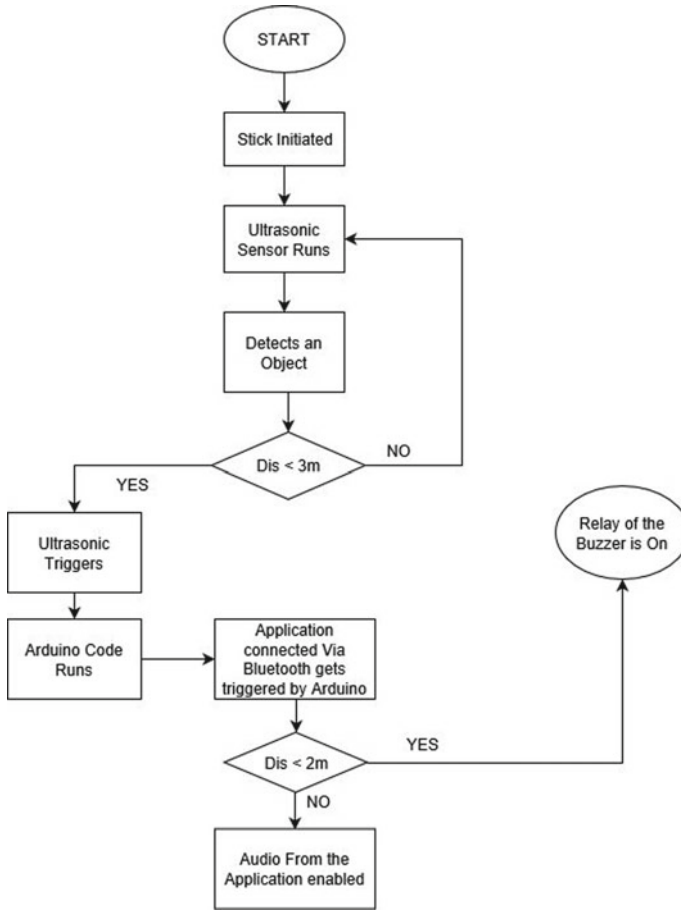 START
Stick Initiated
Ultrasonic
Sensor Runs
Detects an
Object
Dis < 3m
NO
YES
Ultrasonic
Triggers
Relay of the
Buzzer is On
Arduino Code
Runs
Application
connected Via
Bluetooth gets
triggered by Arduino
Dis < 2m
YES
NO
Audio From the
Application enabled